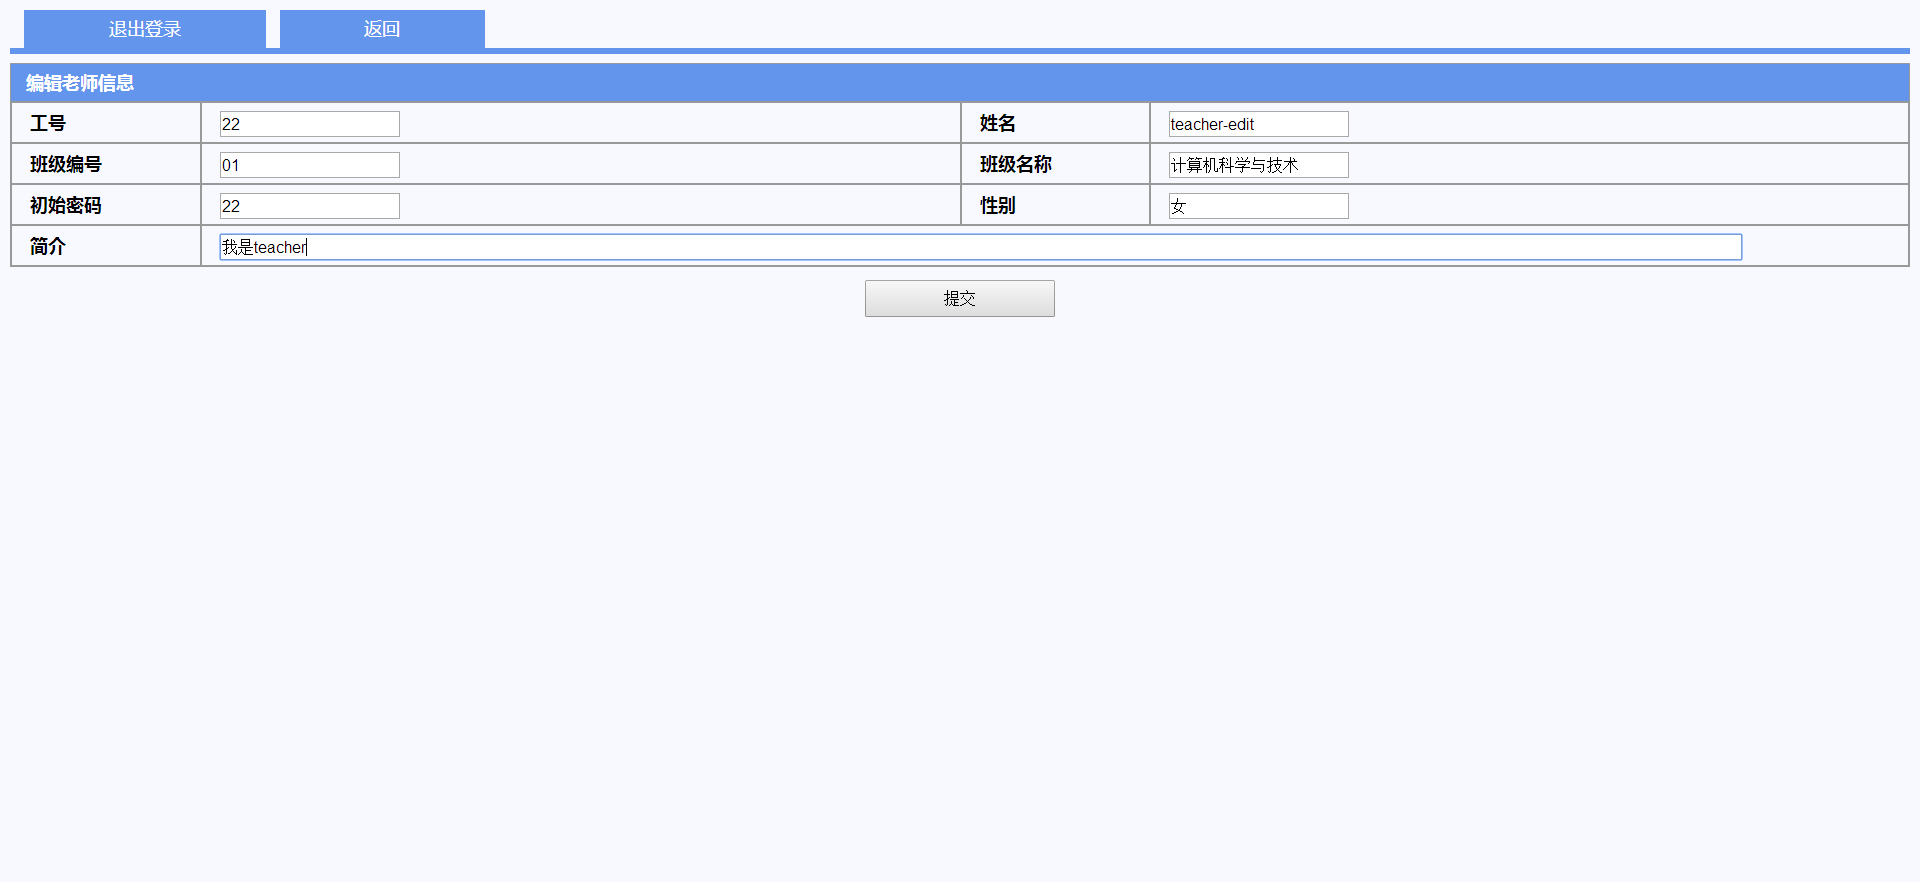 退出登录 返回
编辑老师信息
工号 22 姓名 teacher-edit
班级编号 01 班级名称 计算机科学与技术
初始密码 22 性别 女
简介 我是teacher
提交